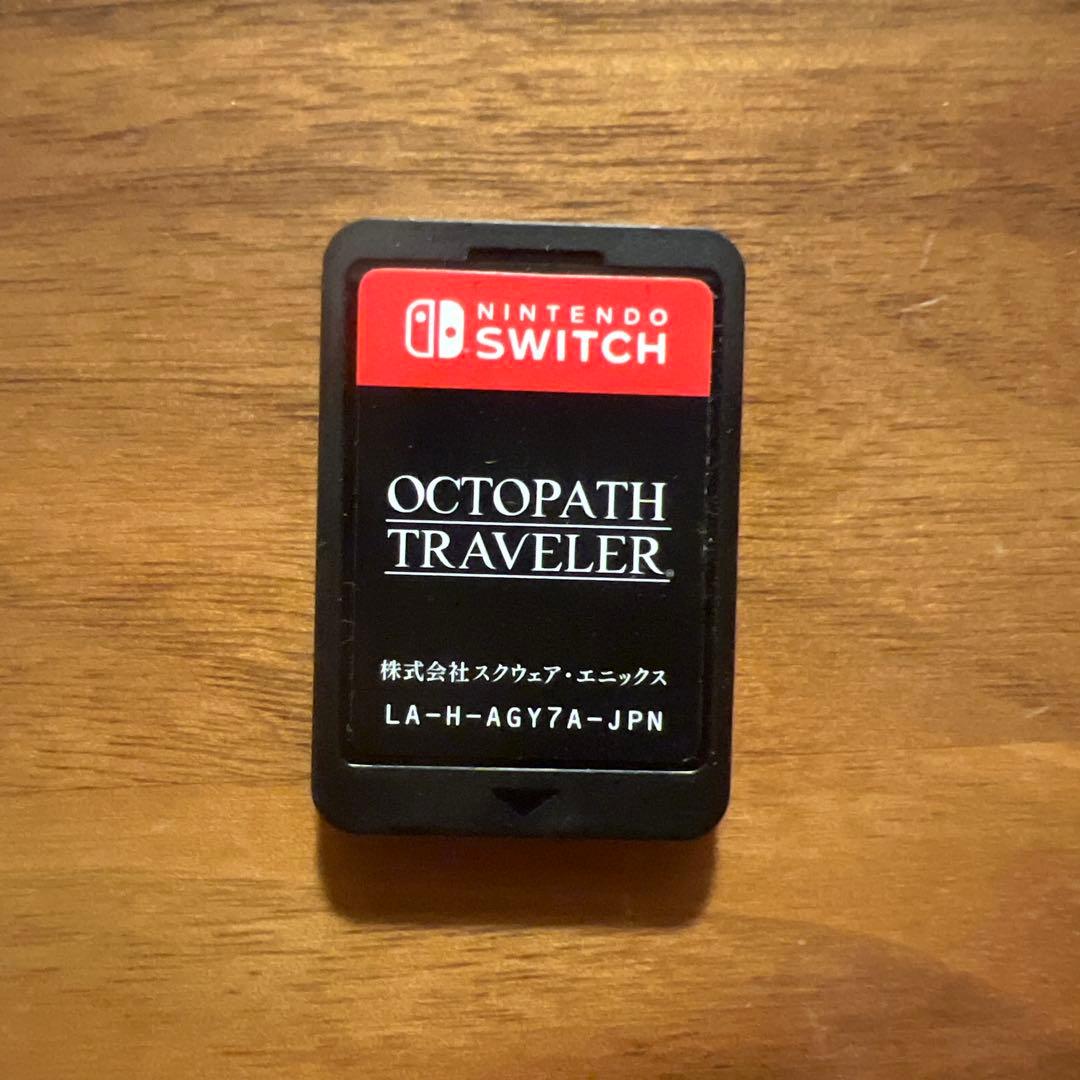 NINTENDO
SWITCH
OCTOPATH
TRAVELER
株式会社スクウェア・エニックス
LA-H-AGY7A-JPN